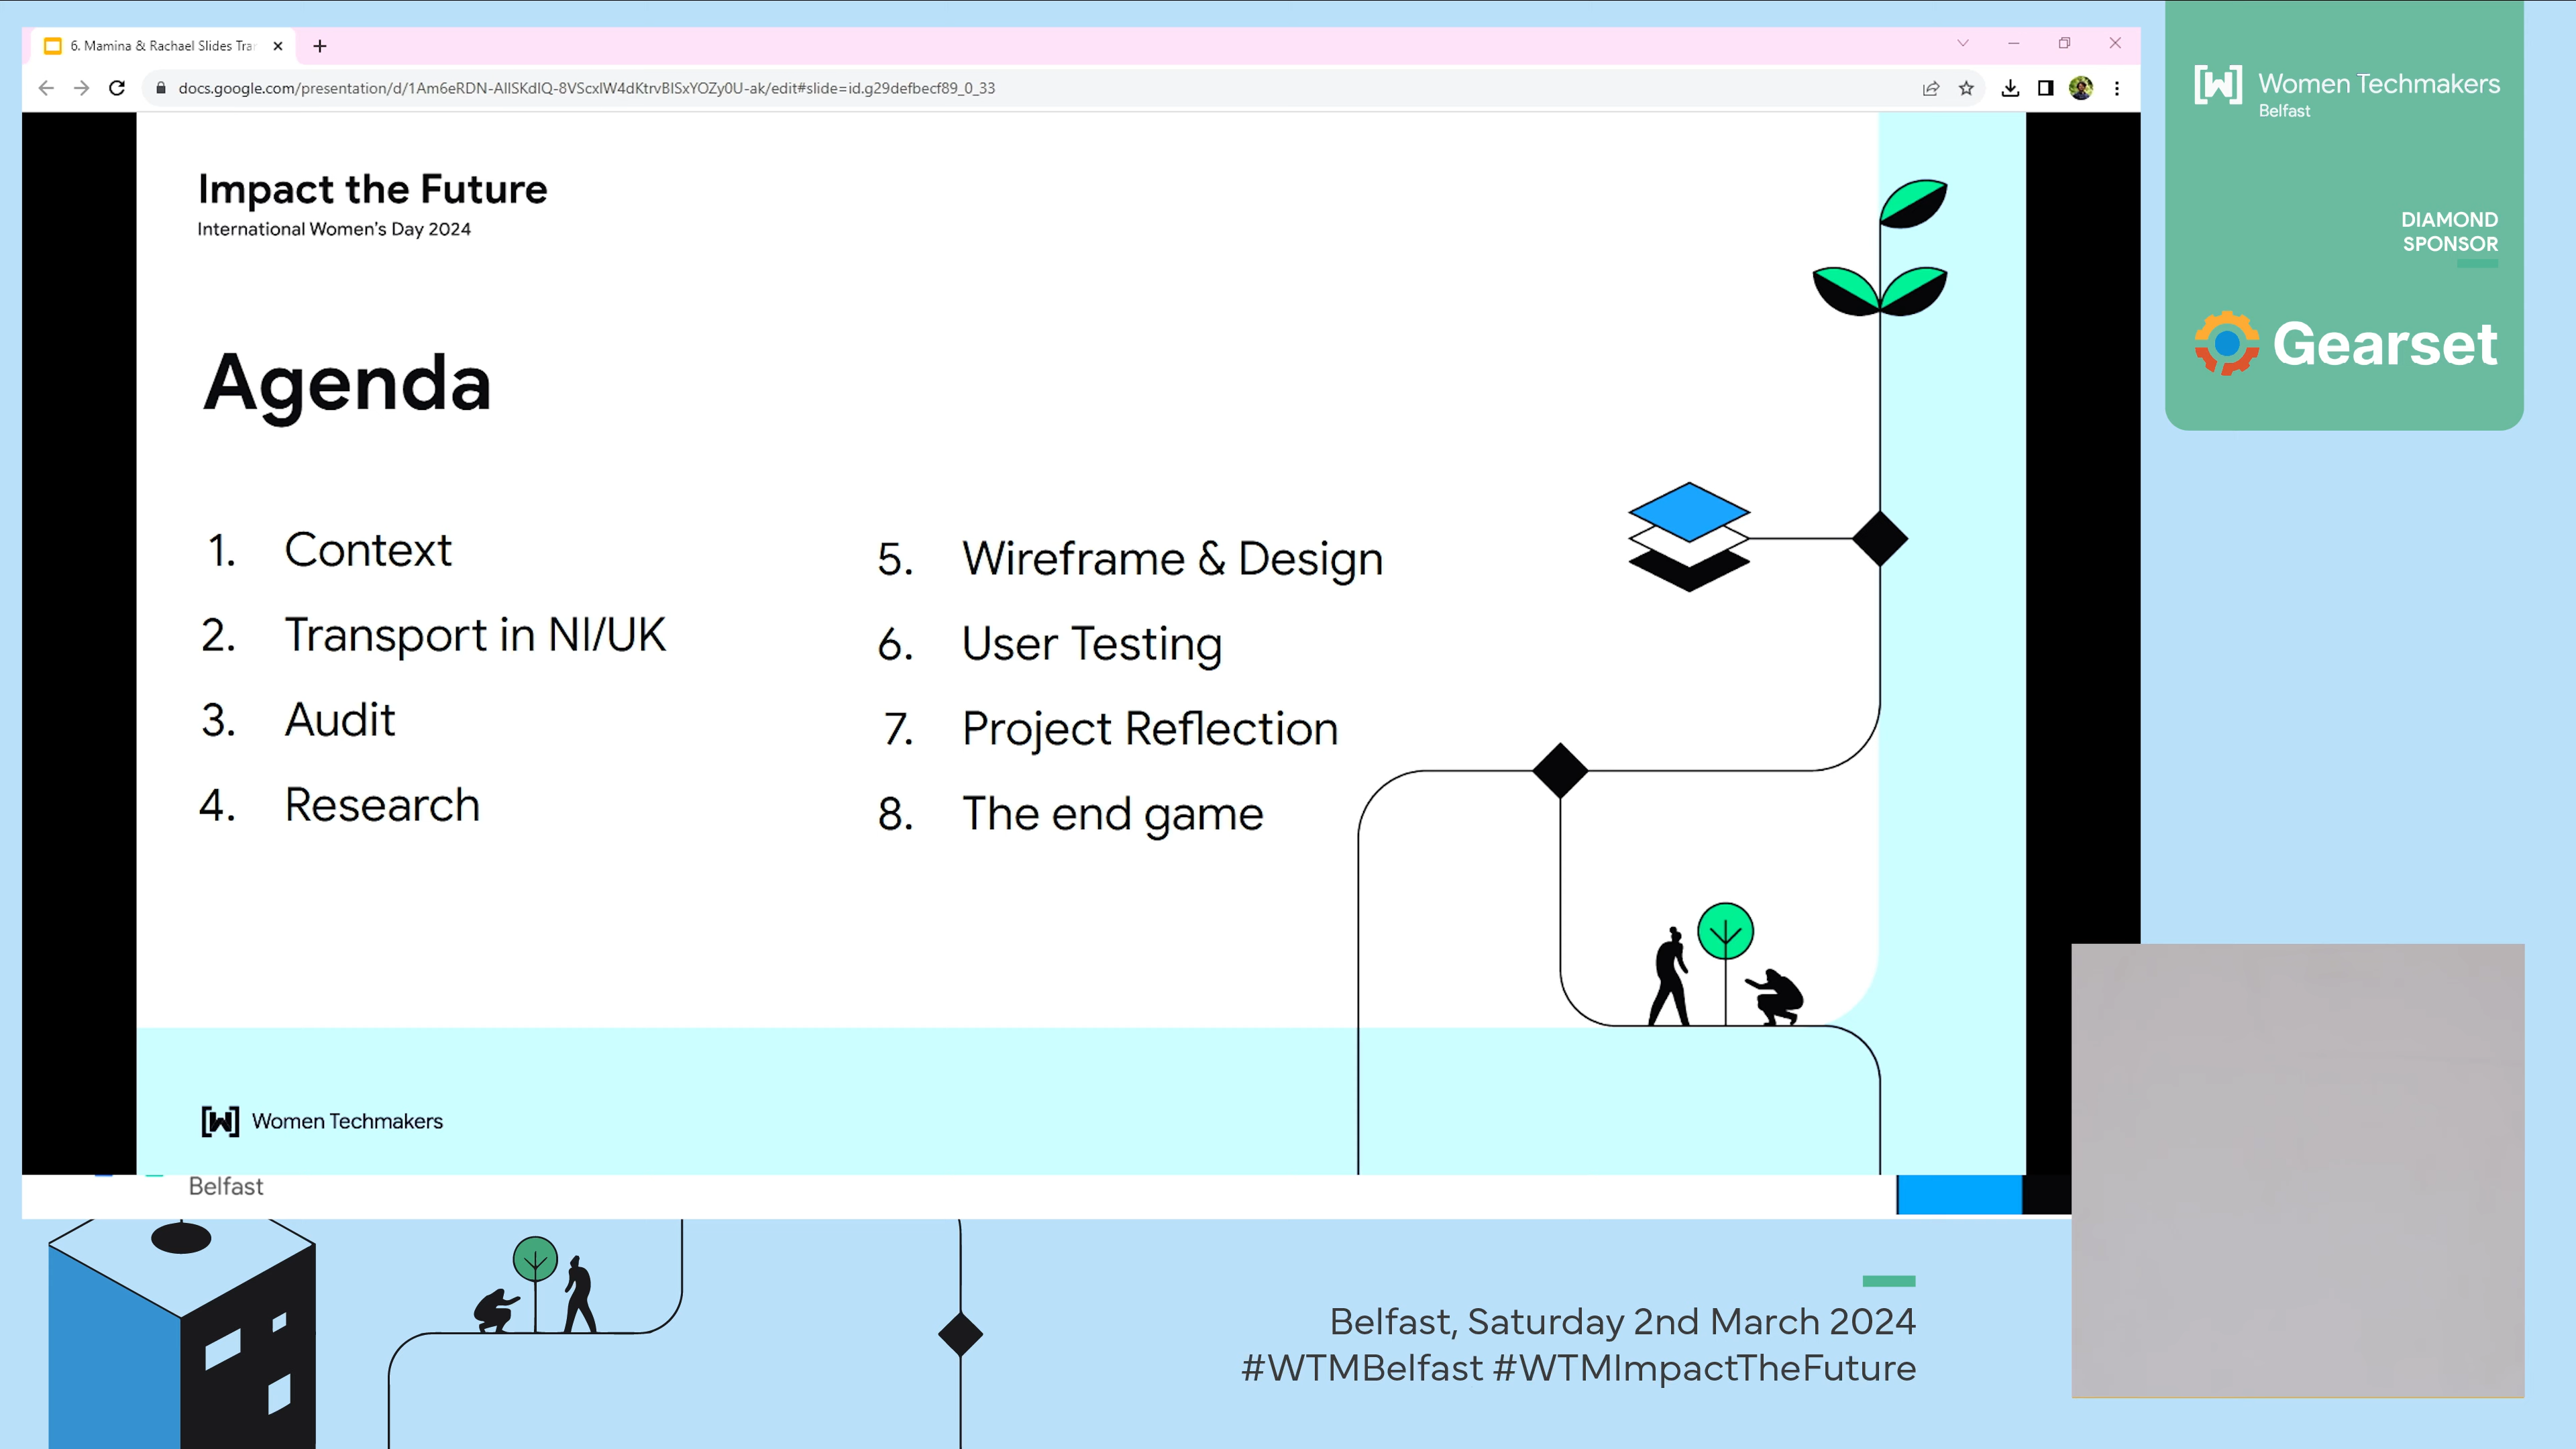 6. Mamina & Rachael Slides Tra
docs.google.com/presentation/d/1Am6eRDN-AIISKdIQ-8VScxIW4dKtrvBISxYOZy0U-ak/edit#slide=id.g29defbecf89_0_33
Impact the Future
International Women's Day 2024
Agenda
1. Context
2. Transport in NI/UK
3. Audit
4. Research
5. Wireframe & Design
6. User Testing
7. Project Reflection
8. The end game
Women Techmakers
Belfast
Women Techmakers
Belfast
DIAMOND
SPONSOR
Gearset
Belfast, Saturday 2nd March 2024
#WTMBelfast #WTMImpactTheFuture